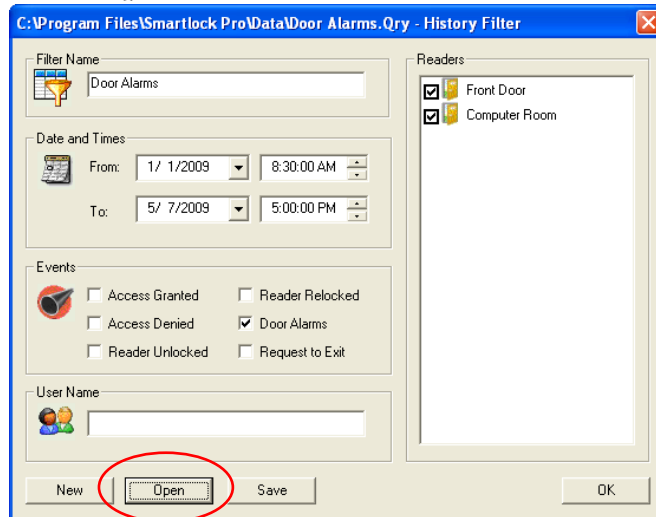 C:\Program Files\Smartlock Pro\Data\Door Alarms.Qry - History Filter
Filter Name
Door Alarms
Date and Times
From: 1/ 1/2009 8:30:00 AM
To: 5/ 7/2009 5:00:00 PM
Events
Access Granted Reader Relocked
Access Denied Door Alarms
Reader Unlocked Request to Exit
User Name
Readers
Front Door
Computer Room
New Open Save OK